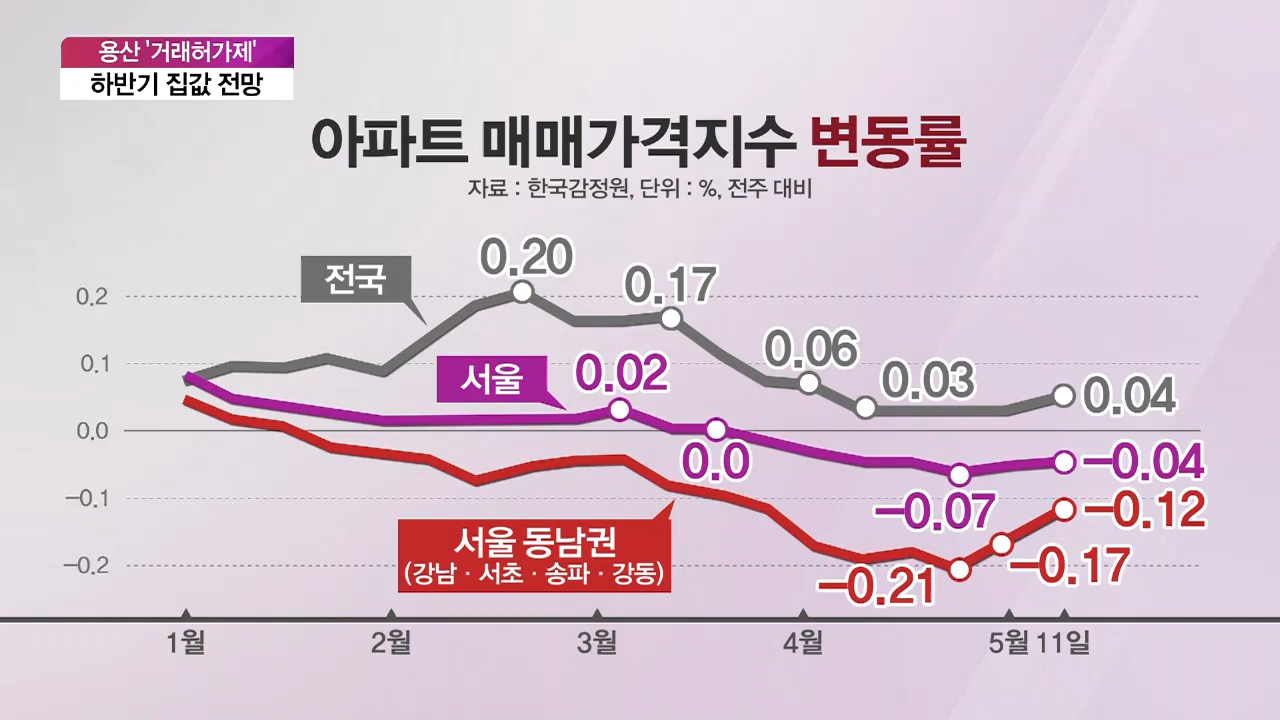 용산 '거래허가제'
하반기 집값 전망
아파트 매매가격지수 변동률
자료 : 한국감정원, 단위 : %, 전주 대비
0.20
전국
0.17
0.2
0.06
0.1
서울
0.02
0.03
0.04
0.0
0.0
−0.04
−0.1
−0.07
−0.12
서울 동남권
(강남 · 서초 · 송파 · 강동)
−0.2
−0.21
−0.17
1월 2월 3월 4월 5월 11일